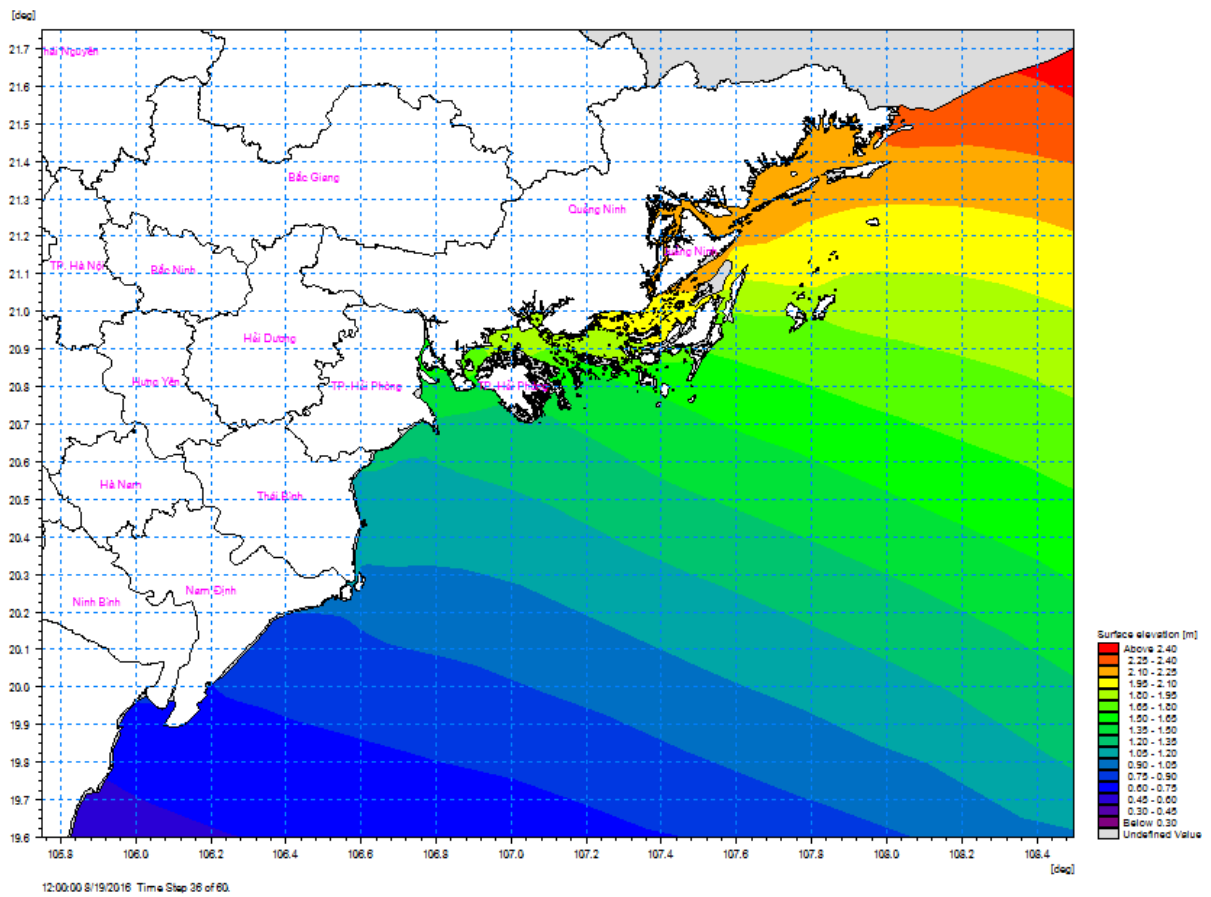 [deg]
21.7
hái Nguyên
21.6
21.5
21.4
Bắc Giang
21.3
Quảng Ninh
21.2
Quảng Ninh
TP. Hà Nội
Bắc Ninh
21.1
21.0
Hải Dương
20.9
Hưng Yên
TP. Hải Phòng
TP. Hải Phòng
20.8
20.7
20.6
Hà Nam
Thái Bình
20.5
20.4
20.3
Nam Định
Ninh Bình
20.2
20.1
20.0
19.9
19.8
19.7
19.6
105.8 106.0 106.2 106.4 106.6 106.8 107.0 107.2 107.4 107.6 107.8 108.0 108.2 108.4
[deg]
Surface elevation [m]
Above 2.40
2.25 - 2.40
2.10 - 2.25
1.95 - 2.10
1.80 - 1.95
1.65 - 1.80
1.50 - 1.65
1.35 - 1.50
1.20 - 1.35
1.05 - 1.20
0.90 - 1.05
0.75 - 0.90
0.60 - 0.75
0.45 - 0.60
0.30 - 0.45
Below 0.30
Undefined Value
12:00:00 8/19/2016 Time Step 36 of 60.